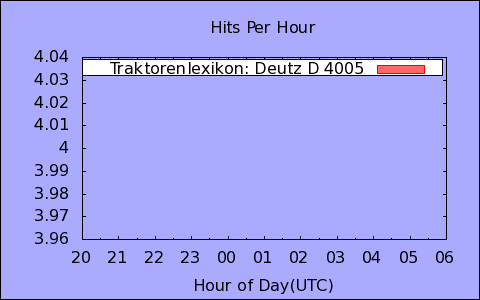 Hits Per Hour
4.04
Traktorenlexikon: Deutz D 4005
4.03
4.02
4.01
4
3.99
3.98
3.97
3.96
20 21 22 23 00 01 02 03 04 05 06
Hour of Day(UTC)